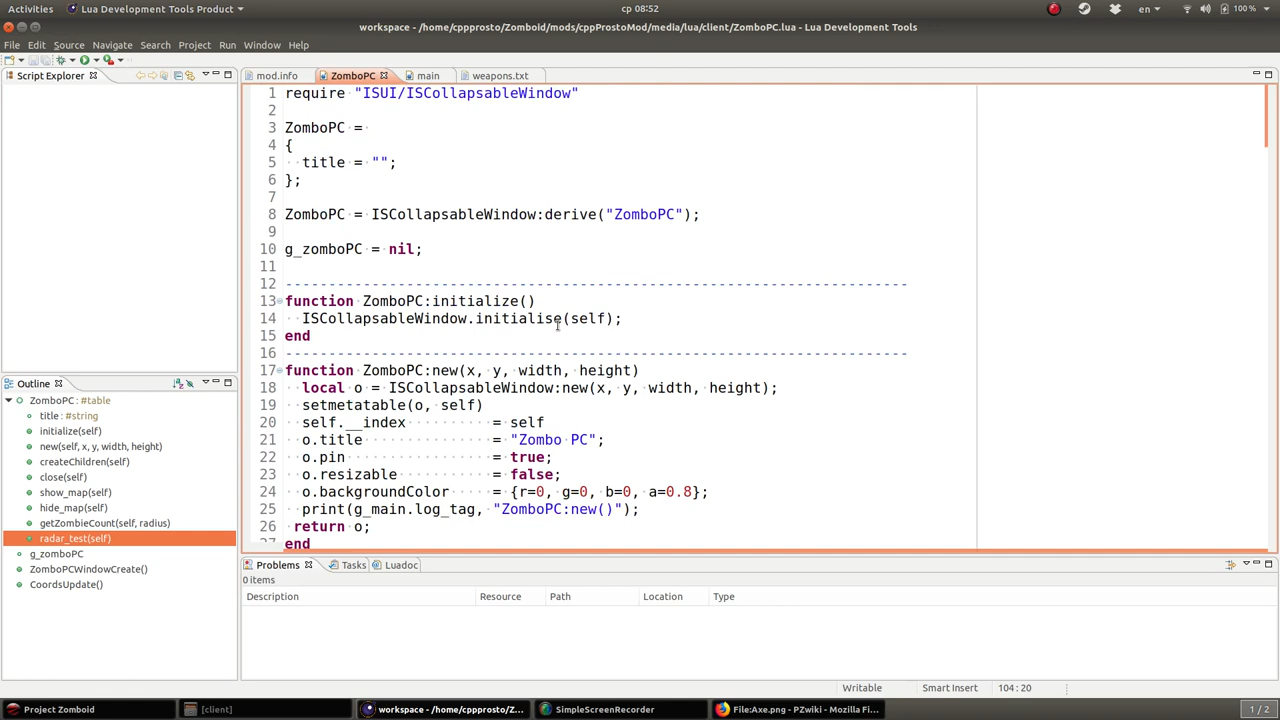 Activities
Lua Development Tools Product
ср 08:52
en
100 %
workspace - /home/cppprosto/Zomboid/mods/cppProstoMod/media/lua/client/ZomboPC.lua - Lua Development Tools
File Edit Source Navigate Search Project Run Window Help
Script Explorer
mod.info
ZomboPC
main
weapons.txt
1 require "ISUI/ISCollapsableWindow"
2
3 ZomboPC =
4 {
5 title = "";
6 };
7
8 ZomboPC = ISCollapsableWindow:derive("ZomboPC");
9
10 g_zomboPC = nil;
11
12 ------------------------------------------------------------------------
13 function ZomboPC:initialize()
14 ISCollapsableWindow.initialise(self);
15 end
16 ------------------------------------------------------------------------
17 function ZomboPC:new(x, y, width, height)
18 local o = ISCollapsableWindow:new(x, y, width, height);
19 setmetatable(o, self)
20 self.__index = self
21 o.title = "Zombo PC";
22 o.pin = true;
23 o.resizable = false;
24 o.backgroundColor = {r=0, g=0, b=0, a=0.8};
25 print(g_main.log_tag, "ZomboPC:new()");
26 return o;
27 end
Outline
ZomboPC : #table
title : #string
initialize(self)
new(self, x, y, width, height)
createChildren(self)
close(self)
show_map(self)
hide_map(self)
getZombieCount(self, radius)
radar_test(self)
g_zomboPC
ZomboPCWindowCreate()
CoordsUpdate()
Problems
Tasks
Luadoc
0 items
Description Resource Path Location Type
Writable
Smart Insert
104 : 20
Project Zomboid
[client]
workspace - /home/cppprosto/Z...
SimpleScreenRecorder
File:Axe.png - PZwiki - Mozilla Fi...
1 / 2